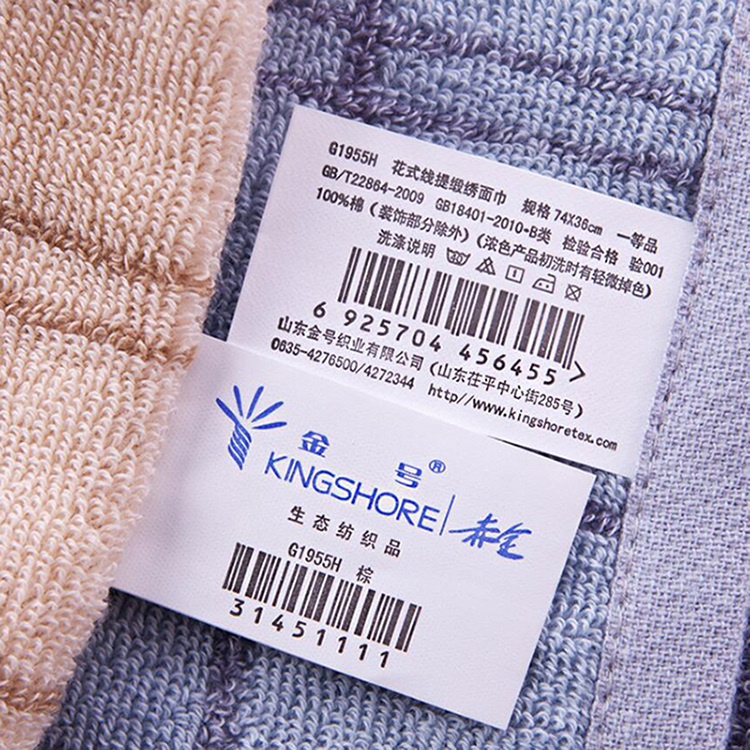 G1955H 花式线提缎绣面巾 规格 74X36cm 一等品
GB/T22864-2009 GB18401-2010-B类 检验合格 验001
100%棉(装饰部分除外)(浓色产品初洗时有轻微掉色)
洗涤说明
6 925704 456455 >
山东金号织业有限公司(山东茌平中心街285号)
0635-4276500/4272344 http//www.kingshoretex.com
金号®
KINGSHORE
赤金
生态纺织品
G1955H 棕
31451111